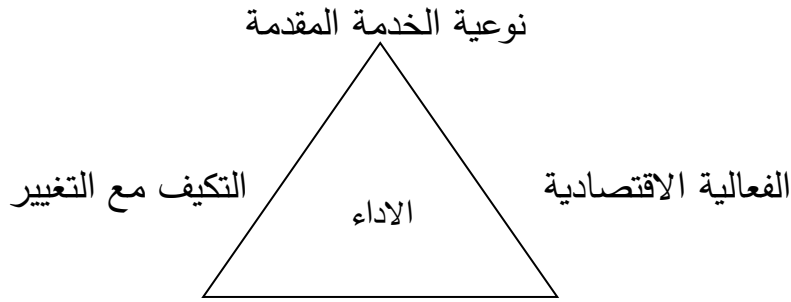 نوعية الخدمة المقدمة
الفعالية الاقتصادية
التكيف مع التغيير
الاداء